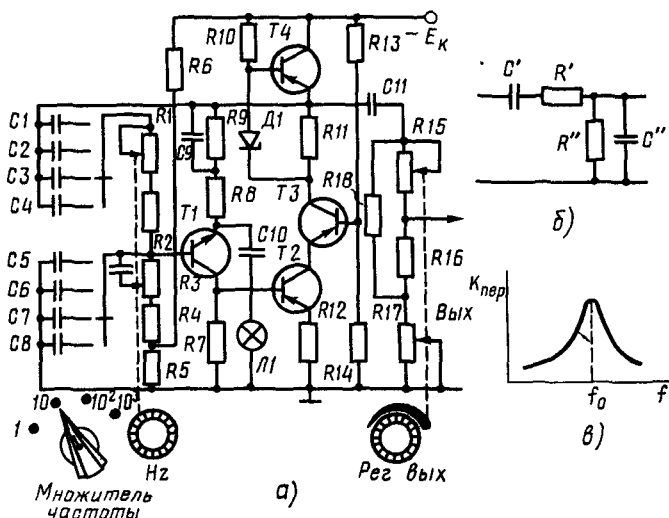 R10
T4
R13
−Eк
R6
C11
C'
R'
R''
C''
C1
R1
C2
C3
C4
C9
R9
Д1
R11
R15
R8
R18
T3
T1
б)
C10
R2
T2
R16
C5
R3
Кпер
C6
R4
R12
R17
Вых
C7
R7
C8
Л1
R5
R14
f₀
f
1
10
10²
10³
Hz
Рег вых
в)
Множитель
частоты
а)